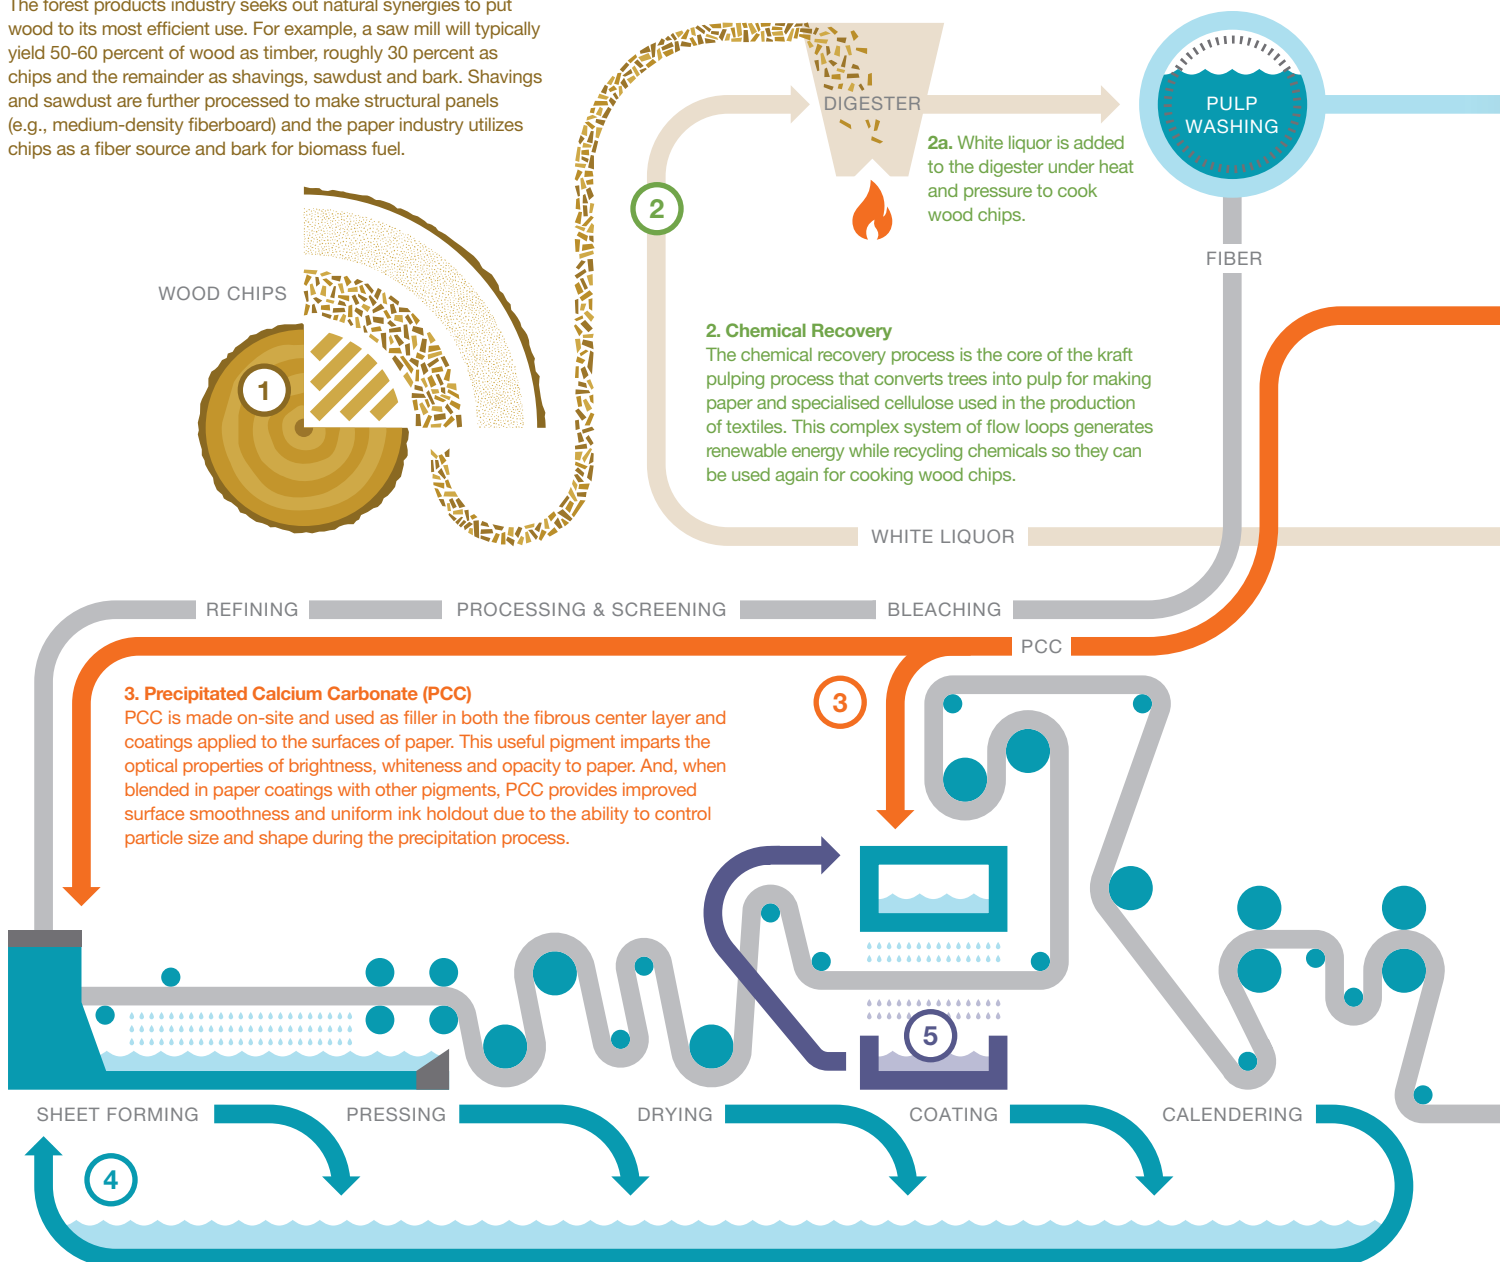 The forest products industry seeks out natural synergies to put
wood to its most efficient use. For example, a saw mill will typically
yield 50-60 percent of wood as timber, roughly 30 percent as
chips and the remainder as shavings, sawdust and bark. Shavings
and sawdust are further processed to make structural panels
(e.g., medium-density fiberboard) and the paper industry utilizes
chips as a fiber source and bark for biomass fuel.
DIGESTER
PULP
WASHING
2a. White liquor is added
to the digester under heat
and pressure to cook
wood chips.
2
FIBER
WOOD CHIPS
1
2. Chemical Recovery
The chemical recovery process is the core of the kraft
pulping process that converts trees into pulp for making
paper and specialised cellulose used in the production
of textiles. This complex system of flow loops generates
renewable energy while recycling chemicals so they can
be used again for cooking wood chips.
WHITE LIQUOR
REFINING
PROCESSING & SCREENING
BLEACHING
PCC
3. Precipitated Calcium Carbonate (PCC)
PCC is made on-site and used as filler in both the fibrous center layer and
coatings applied to the surfaces of paper. This useful pigment imparts the
optical properties of brightness, whiteness and opacity to paper. And, when
blended in paper coatings with other pigments, PCC provides improved
surface smoothness and uniform ink holdout due to the ability to control
particle size and shape during the precipitation process.
3
5
SHEET FORMING
PRESSING
DRYING
COATING
CALENDERING
4